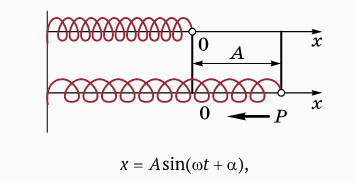 0 x
A
x
0 P
x = A sin(ωt + α),